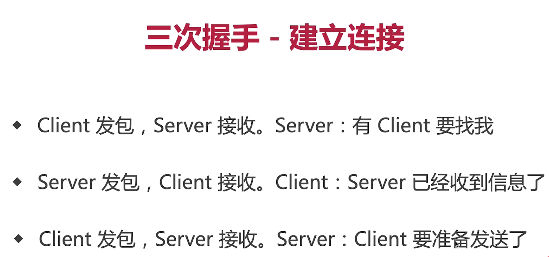 三次握手 - 建立连接
Client 发包，Server 接收。Server：有 Client 要找我
Server 发包，Client 接收。Client：Server 已经收到信息了
Client 发包，Server 接收。Server：Client 要准备发送了